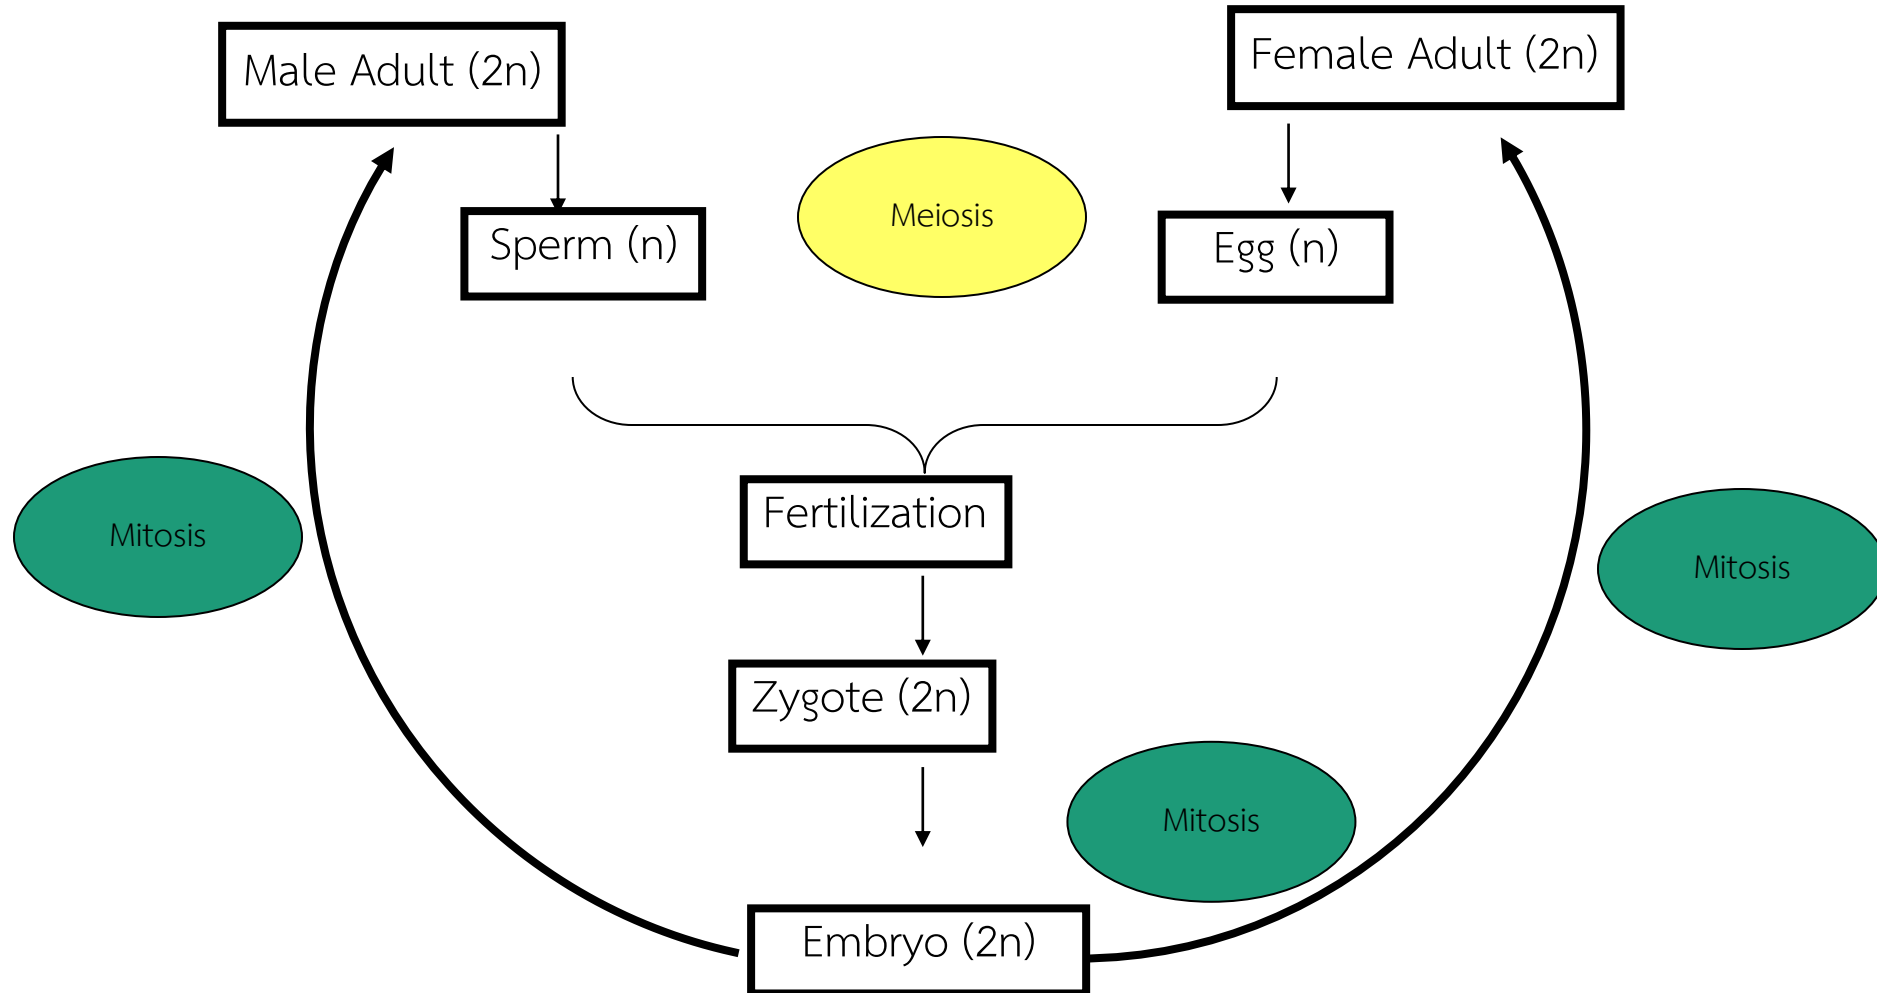 Male Adult (2n)
Female Adult (2n)
Meiosis
Sperm (n)
Egg (n)
Fertilization
Mitosis
Mitosis
Zygote (2n)
Mitosis
Embryo (2n)